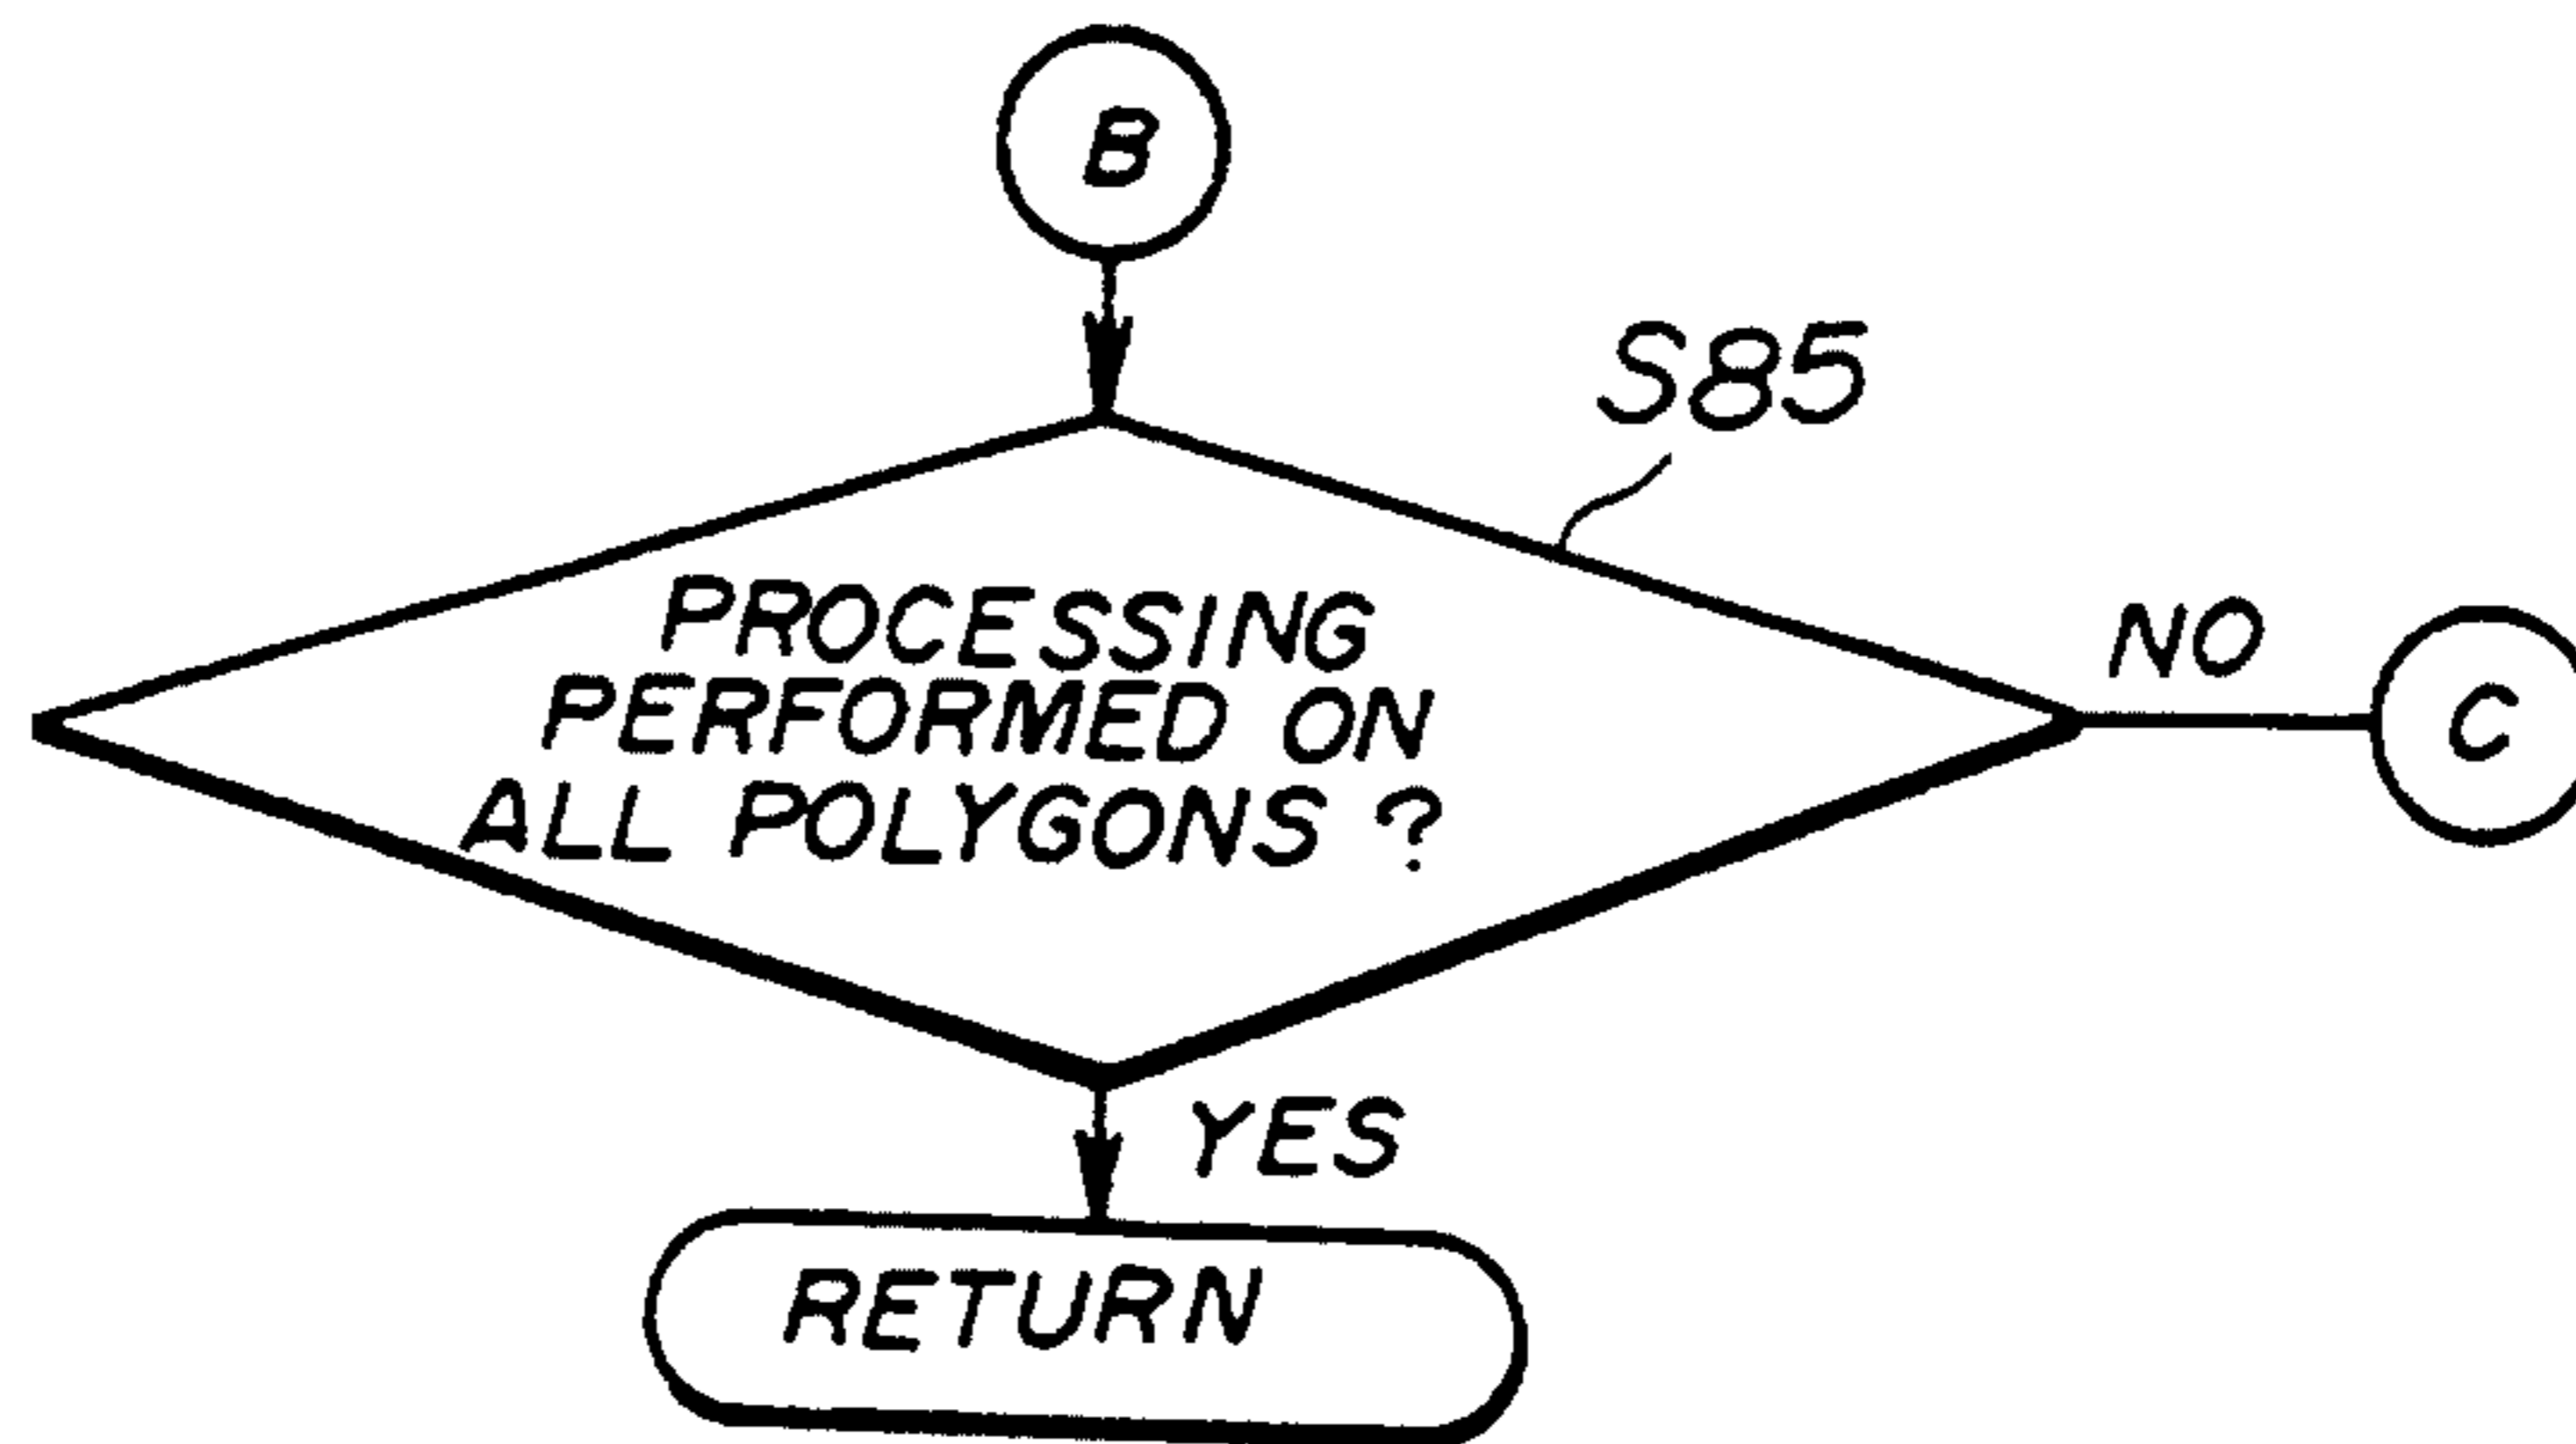 B
S85
PROCESSING
PERFORMED ON
ALL POLYGONS ?
NO
C
YES
RETURN